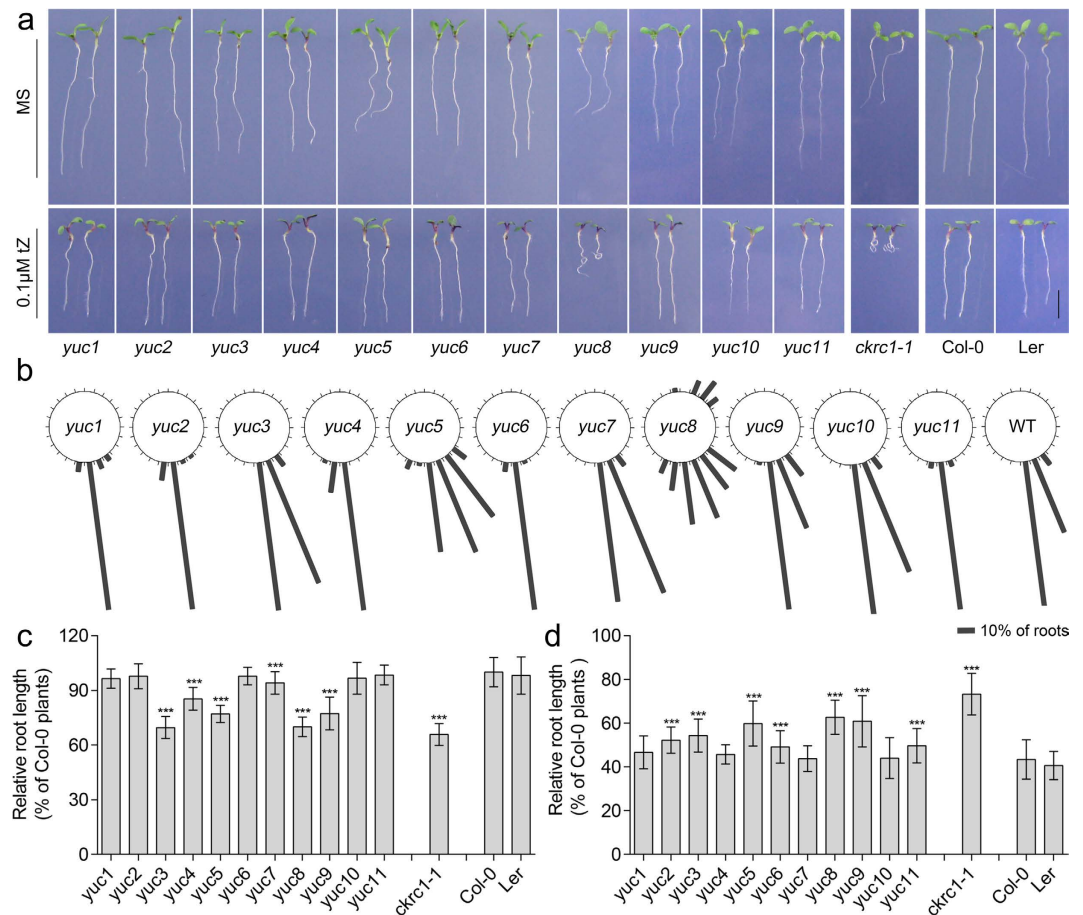 a
MS
0.1µM tZ
yuc1 yuc2 yuc3 yuc4 yuc5 yuc6 yuc7 yuc8 yuc9 yuc10 yuc11 ckrc1-1 Col-0 Ler
b
yuc1 yuc2 yuc3 yuc4 yuc5 yuc6 yuc7 yuc8 yuc9 yuc10 yuc11 WT
10% of roots
c
Relative root length
(% of Col-0 plants)
120
90
60
30
0
*** *** *** *** *** *** ***
yuc1 yuc2 yuc3 yuc4 yuc5 yuc6 yuc7 yuc8 yuc9 yuc10 yuc11 ckrc1-1 Col-0 Ler
d
Relative root length
(% of Col-0 plants )
100
80
60
40
20
0
*** *** *** *** *** *** *** ***
yuc1 yuc2 yuc3 yuc4 yuc5 yuc6 yuc7 yuc8 yuc9 yuc10 yuc11 ckrc1-1 Col-0 Ler